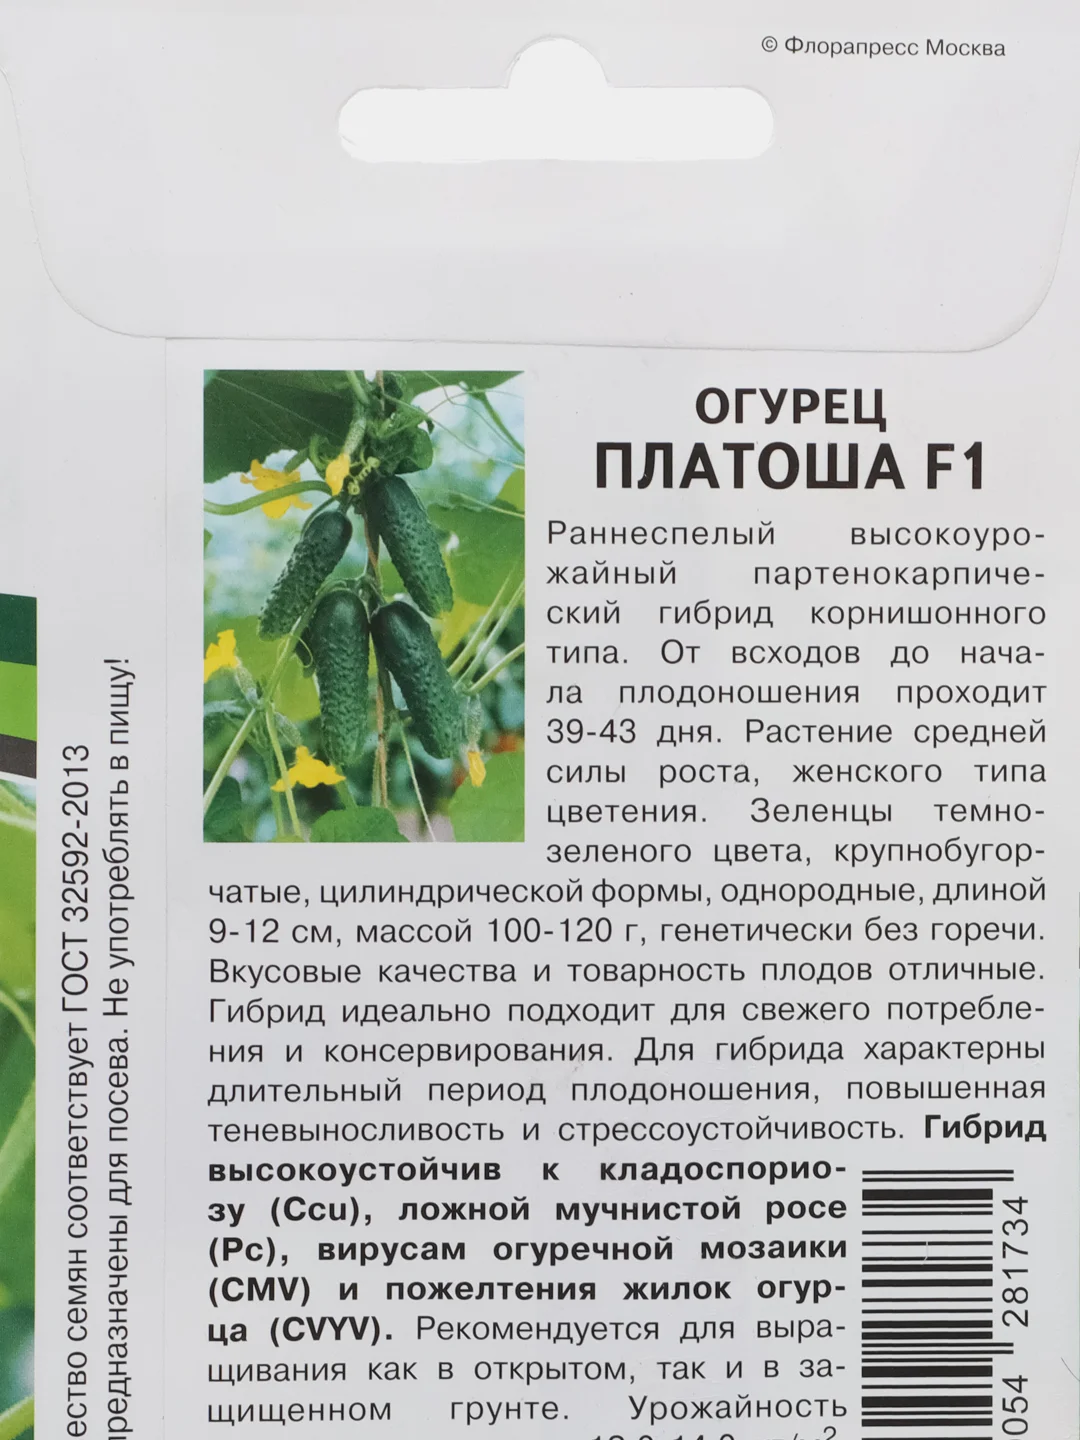 © Флорапресс Москва
ОГУРЕЦ
ПЛАТОША F1
Раннеспелый высокоуро-
жайный партенокарпиче-
ский гибрид корнишонного
типа. От всходов до нача-
ла плодоношения проходит
39-43 дня. Растение средней
силы роста, женского типа
цветения. Зеленцы темно-
зеленого цвета, крупнобугор-
чатые, цилиндрической формы, однородные, длиной
9-12 см, массой 100-120 г, генетически без горечи.
Вкусовые качества и товарность плодов отличные.
Гибрид идеально подходит для свежего потребле-
ния и консервирования. Для гибрида характерны
длительный период плодоношения, повышенная
теневыносливость и стрессоустойчивость. Гибрид
высокоустойчив к кладоспорио-
зу (Ccu), ложной мучнистой росе
(Pc), вирусам огуречной мозаики
(CMV) и пожелтения жилок огур-
ца (CVYV). Рекомендуется для выра-
щивания как в открытом, так и в за-
щищенном грунте. Урожайность
ество семян соответствует ГОСТ 32592-2013
редназначены для посева. Не употреблять в пищу!
054 281734